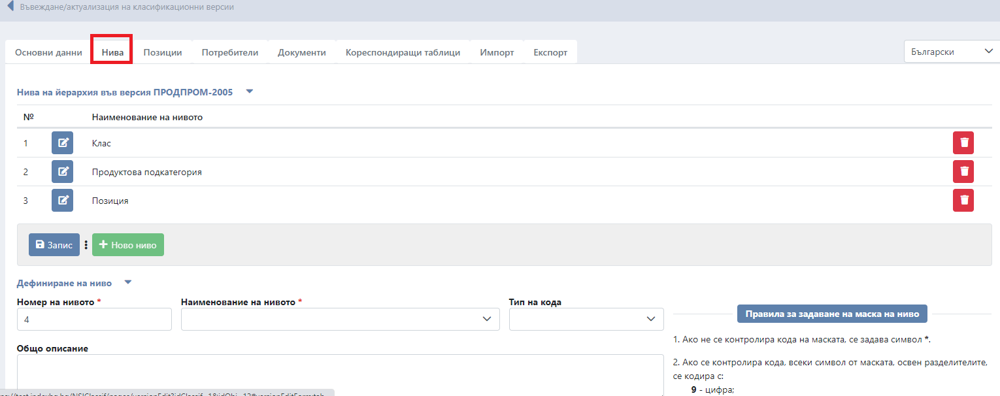 Въвеждане/актуализация на класификационни версии
Основни данни Нива Позиции Потребители Документи Кореспондиращи таблици Импорт Експорт Български
Нива на йерархия във версия ПРОДПРОМ-2005
№ Наименование на нивото
1 Клас
2 Продуктова подкатегория
3 Позиция
Запис Ново ниво
Дефиниране на ниво
Номер на нивото * Наименование на нивото * Тип на кода
4
Правила за задаване на маска на ниво
1. Ако не се контролира кода на маската, се задава символ *.
Общо описание
2. Ако се контролира кода, всеки символ от маската, освен разделителите,
се кодира с:
9 - цифра;